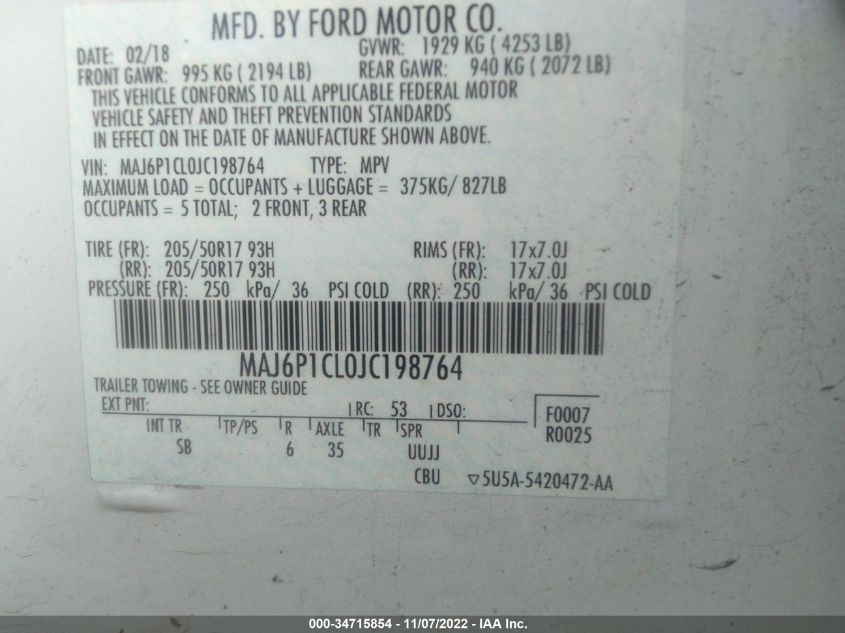 MFD. BY FORD MOTOR CO.
DATE: 02/18 GVWR: 1929 KG ( 4253 LB)
FRONT GAWR: 995 KG ( 2194 LB) REAR GAWR: 940 KG ( 2072 LB)
THIS VEHICLE CONFORMS TO ALL APPLICABLE FEDERAL MOTOR
VEHICLE SAFETY AND THEFT PREVENTION STANDARDS
IN EFFECT ON THE DATE OF MANUFACTURE SHOWN ABOVE.
VIN: MAJ6P1CL0JC198764 TYPE: MPV
MAXIMUM LOAD = OCCUPANTS + LUGGAGE = 375KG/ 827LB
OCCUPANTS = 5 TOTAL; 2 FRONT, 3 REAR
TIRE (FR): 205/50R17 93H RIMS (FR): 17x7.0J
(RR): 205/50R17 93H (RR): 17x7.0J
PRESSURE (FR): 250 kPa/ 36 PSI COLD (RR): 250 kPa/ 36 PSI COLD
MAJ6P1CL0JC198764
TRAILER TOWING - SEE OWNER GUIDE
EXT PNT: RC: 53 DSO: F0007
INT TR TP/PS R AXLE TR SPR R0025
SB 6 35 UUJJ
CBU ▽5U5A-5420472-AA
000-34715854 - 11/07/2022 - IAA Inc.